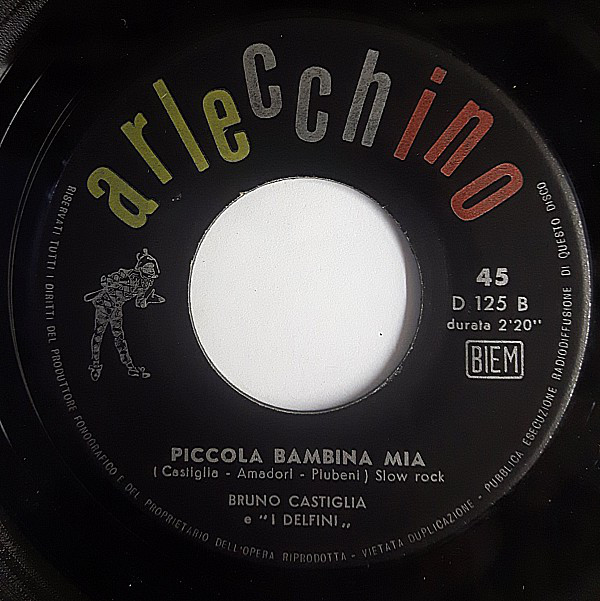 arlecchino
45
D 125 B
durata 2'20''
BIEM
PICCOLA BAMBINA MIA
( Castiglia - Amadori - Piubeni ) Slow rock
BRUNO CASTIGLIA
e "I DELFINI„
RISERVATI TUTTI I DIRITTI DEL PRODUTTORE FONOGRAFICO E DEL PROPRIETARIO DELL'OPERA RIPRODOTTA - VIETATA DUPLICAZIONE - PUBBLICA ESECUZIONE RADIODIFFUSIONE DI QUESTO DISCO